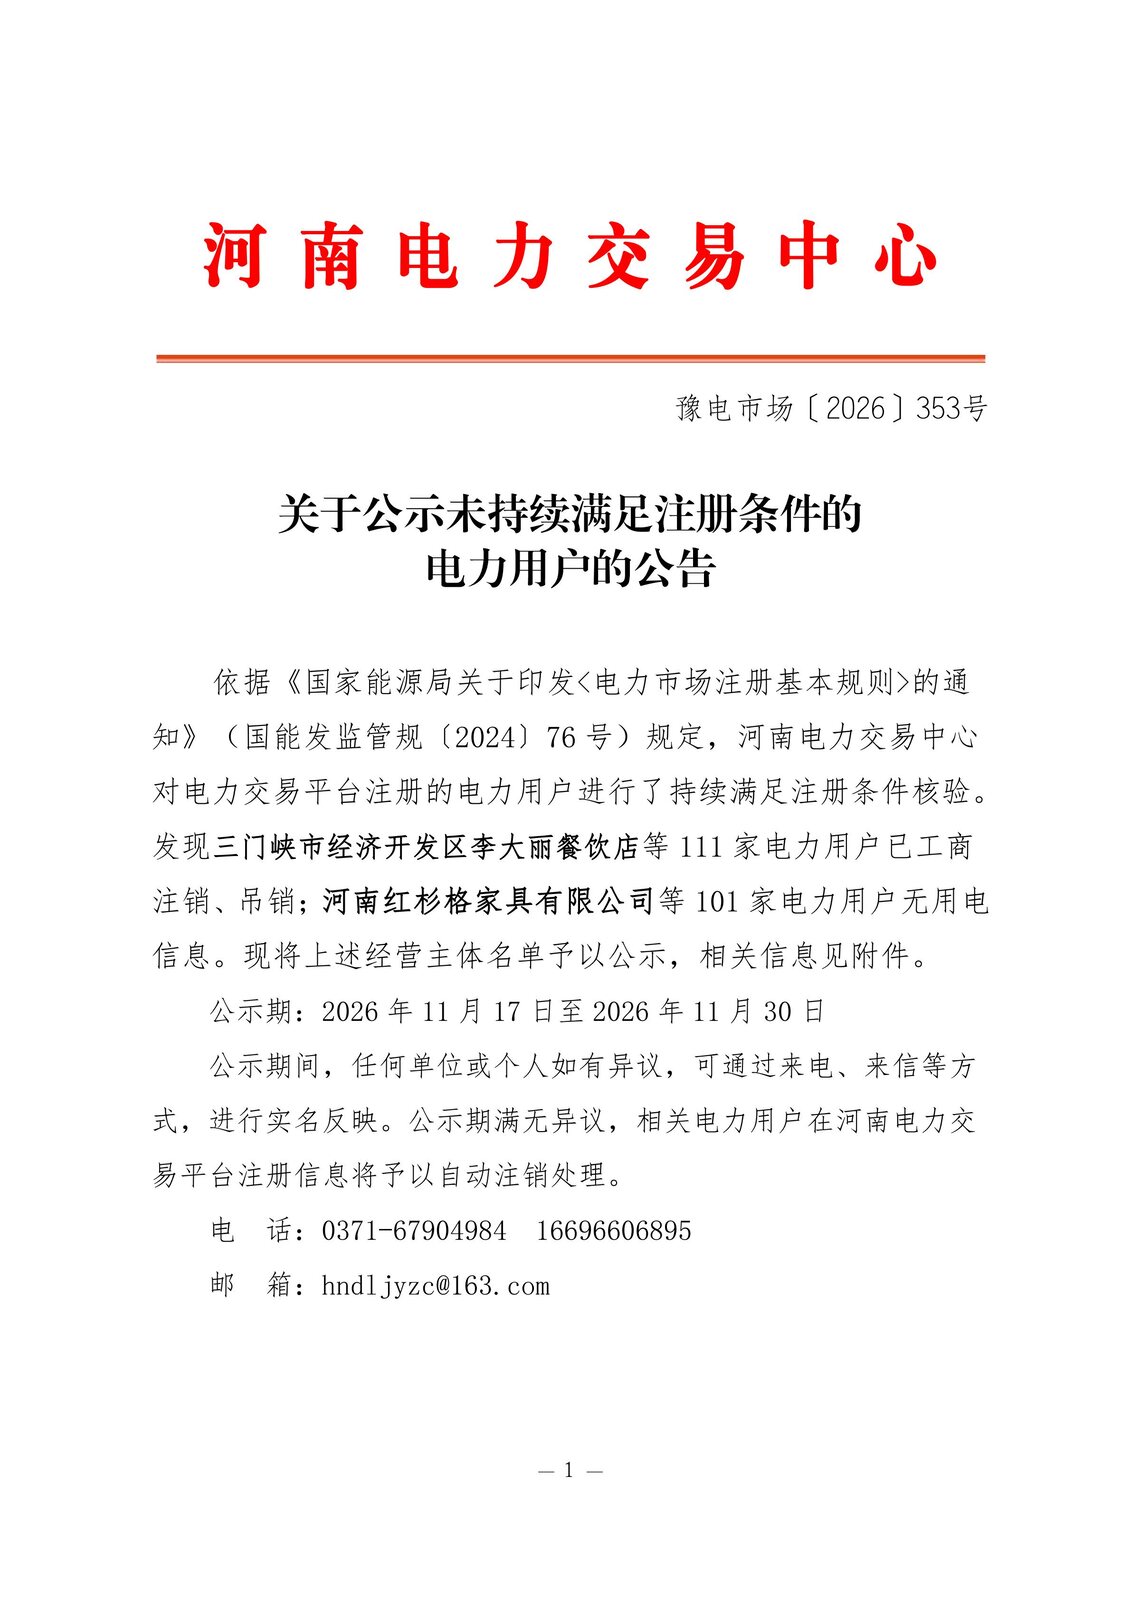 河南电力交易中心
豫电市场〔2026〕353号
关于公示未持续满足注册条件的
电力用户的公告
依据《国家能源局关于印发<电力市场注册基本规则>的通
知》（国能发监管规〔2024〕76号）规定，河南电力交易中心
对电力交易平台注册的电力用户进行了持续满足注册条件核验。
发现三门峡市经济开发区李大丽餐饮店等111家电力用户已工商
注销、吊销；河南红杉格家具有限公司等101家电力用户无用电
信息。现将上述经营主体名单予以公示，相关信息见附件。
公示期：2026年11月17日至2026年11月30日
公示期间，任何单位或个人如有异议，可通过来电、来信等方
式，进行实名反映。公示期满无异议，相关电力用户在河南电力交
易平台注册信息将予以自动注销处理。
电　话：0371-67904984　16696606895
邮　箱：hndljyzc@163.com
— 1 —